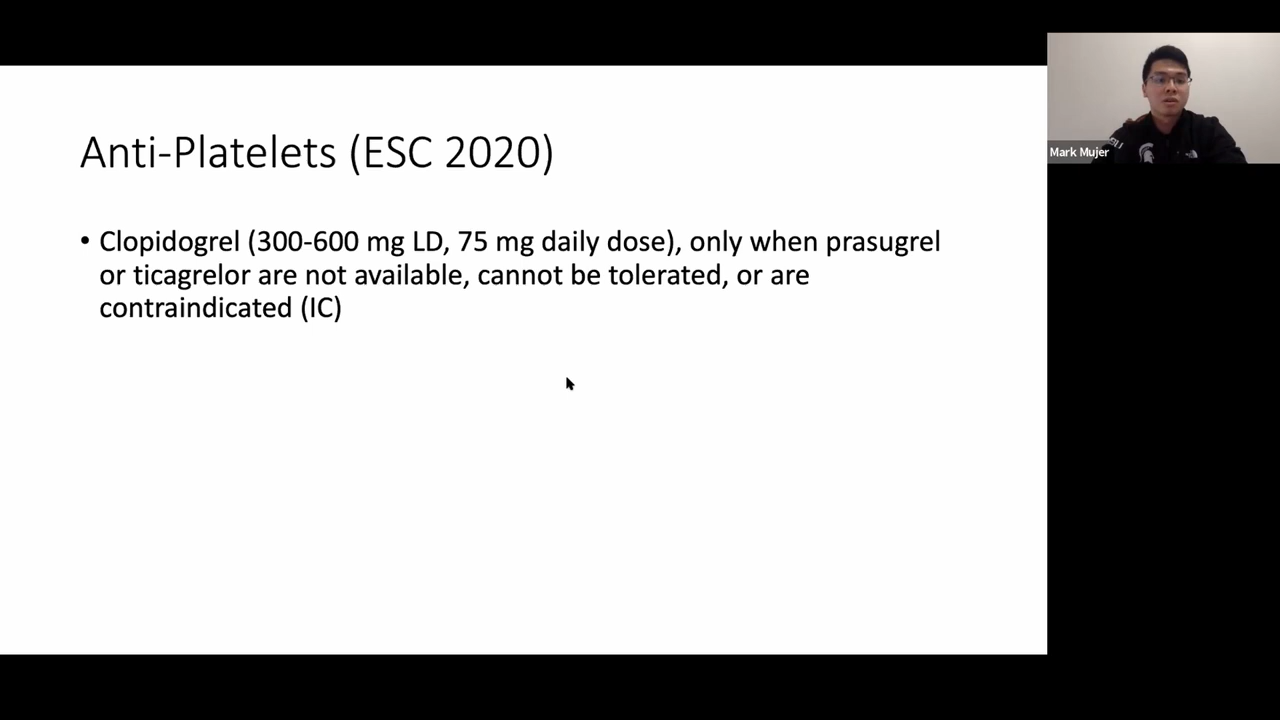 Anti-Platelets (ESC 2020)
• Clopidogrel (300-600 mg LD, 75 mg daily dose), only when prasugrel
or ticagrelor are not available, cannot be tolerated, or are
contraindicated (IC)
Mark Mujer